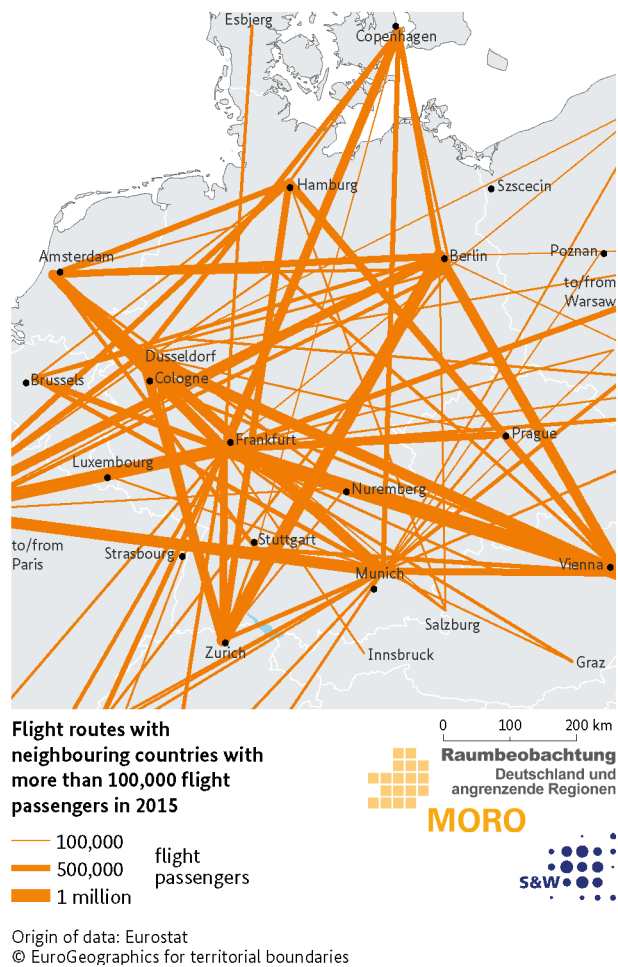 Esbjerg
Copenhagen
Hamburg
Szscecin
Amsterdam
Berlin
Poznan
to/from
Warsaw
Dusseldorf
Brussels
Cologne
Frankfurt
Prague
Luxembourg
Nuremberg
to/from
Paris
Strasbourg
Stuttgart
Munich
Vienna
Salzburg
Zurich
Innsbruck
Graz
Flight routes with
neighbouring countries with
more than 100,000 flight
passengers in 2015
0 100 200 km
Raumbeobachtung
Deutschland und
angrenzende Regionen
MORO
100,000
500,000
1 million
flight
passengers
S&W
Origin of data: Eurostat
© EuroGeographics for territorial boundaries